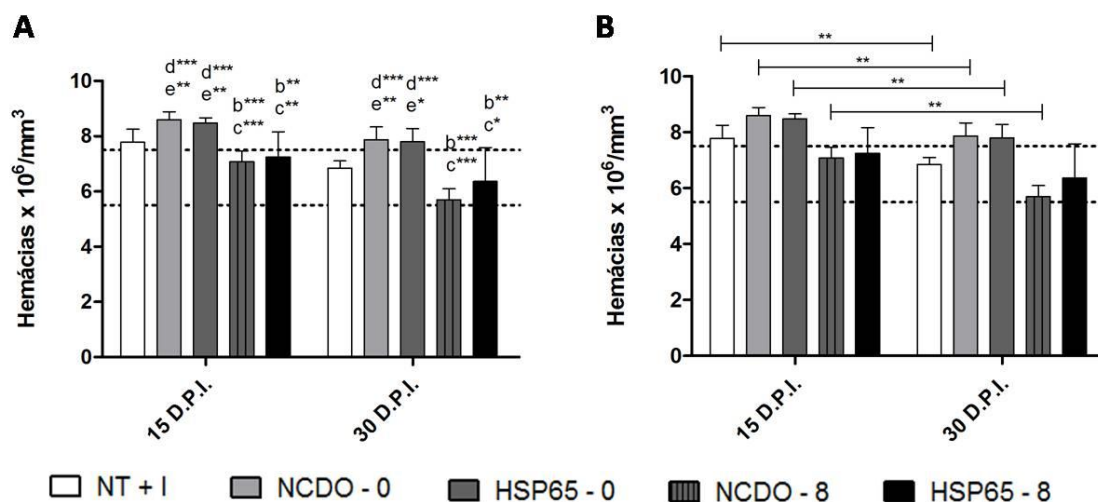 A
Hemácias x 10⁶/mm³
10
8
6
4
2
0
d***
e**
d***
e**
b***
c***
b**
c**
d***
e**
d***
e*
b***
c***
b**
c*
15 D.P.I.
30 D.P.I.
B
Hemácias x 10⁶/mm³
10
8
6
4
2
0
**
**
**
**
15 D.P.I.
30 D.P.I.
NT + I
NCDO - 0
HSP65 - 0
NCDO - 8
HSP65 - 8